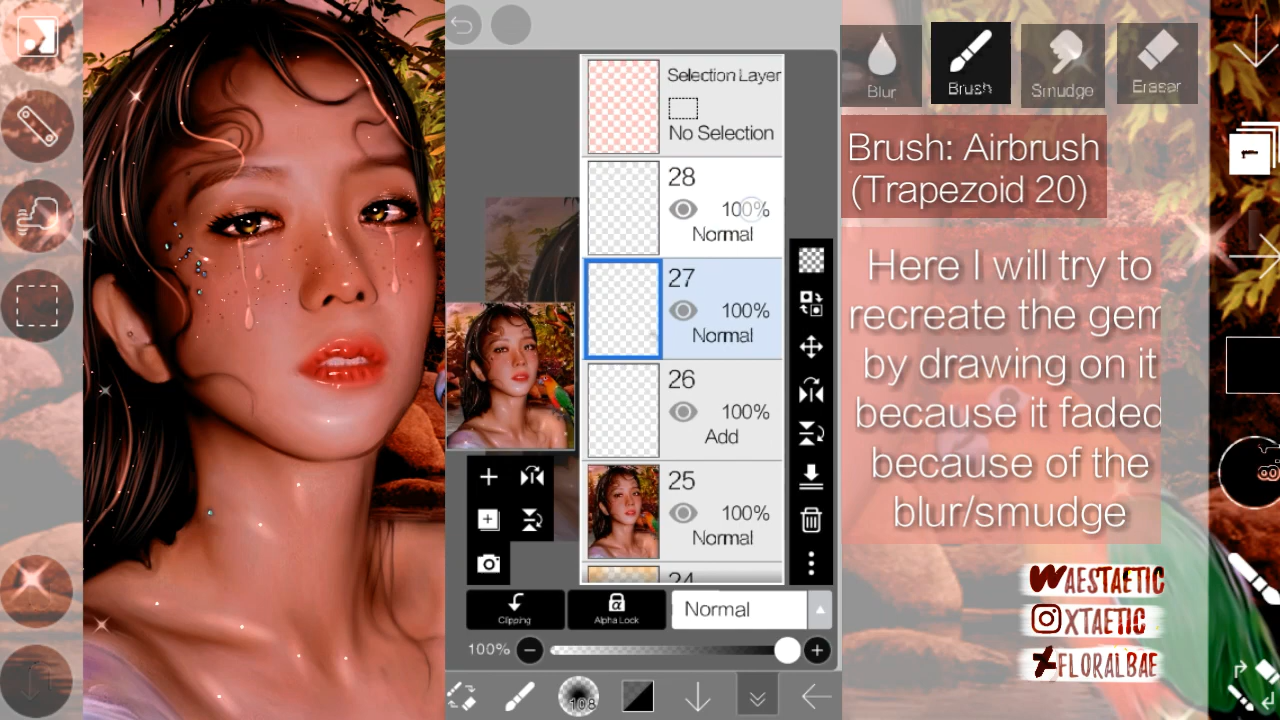 Selection Layer
No Selection
28
100%
Normal
27
100%
Normal
26
100%
Add
25
100%
Normal
24
Clipping
Alpha Lock
Normal
100%
108
Blur
Brush
Smudge
Eraser
Brush: Airbrush
(Trapezoid 20)
Here I will try to
recreate the gem
by drawing on it
because it faded
because of the
blur/smudge
WAESTAETIC
XTAETIC
FLORALBAE